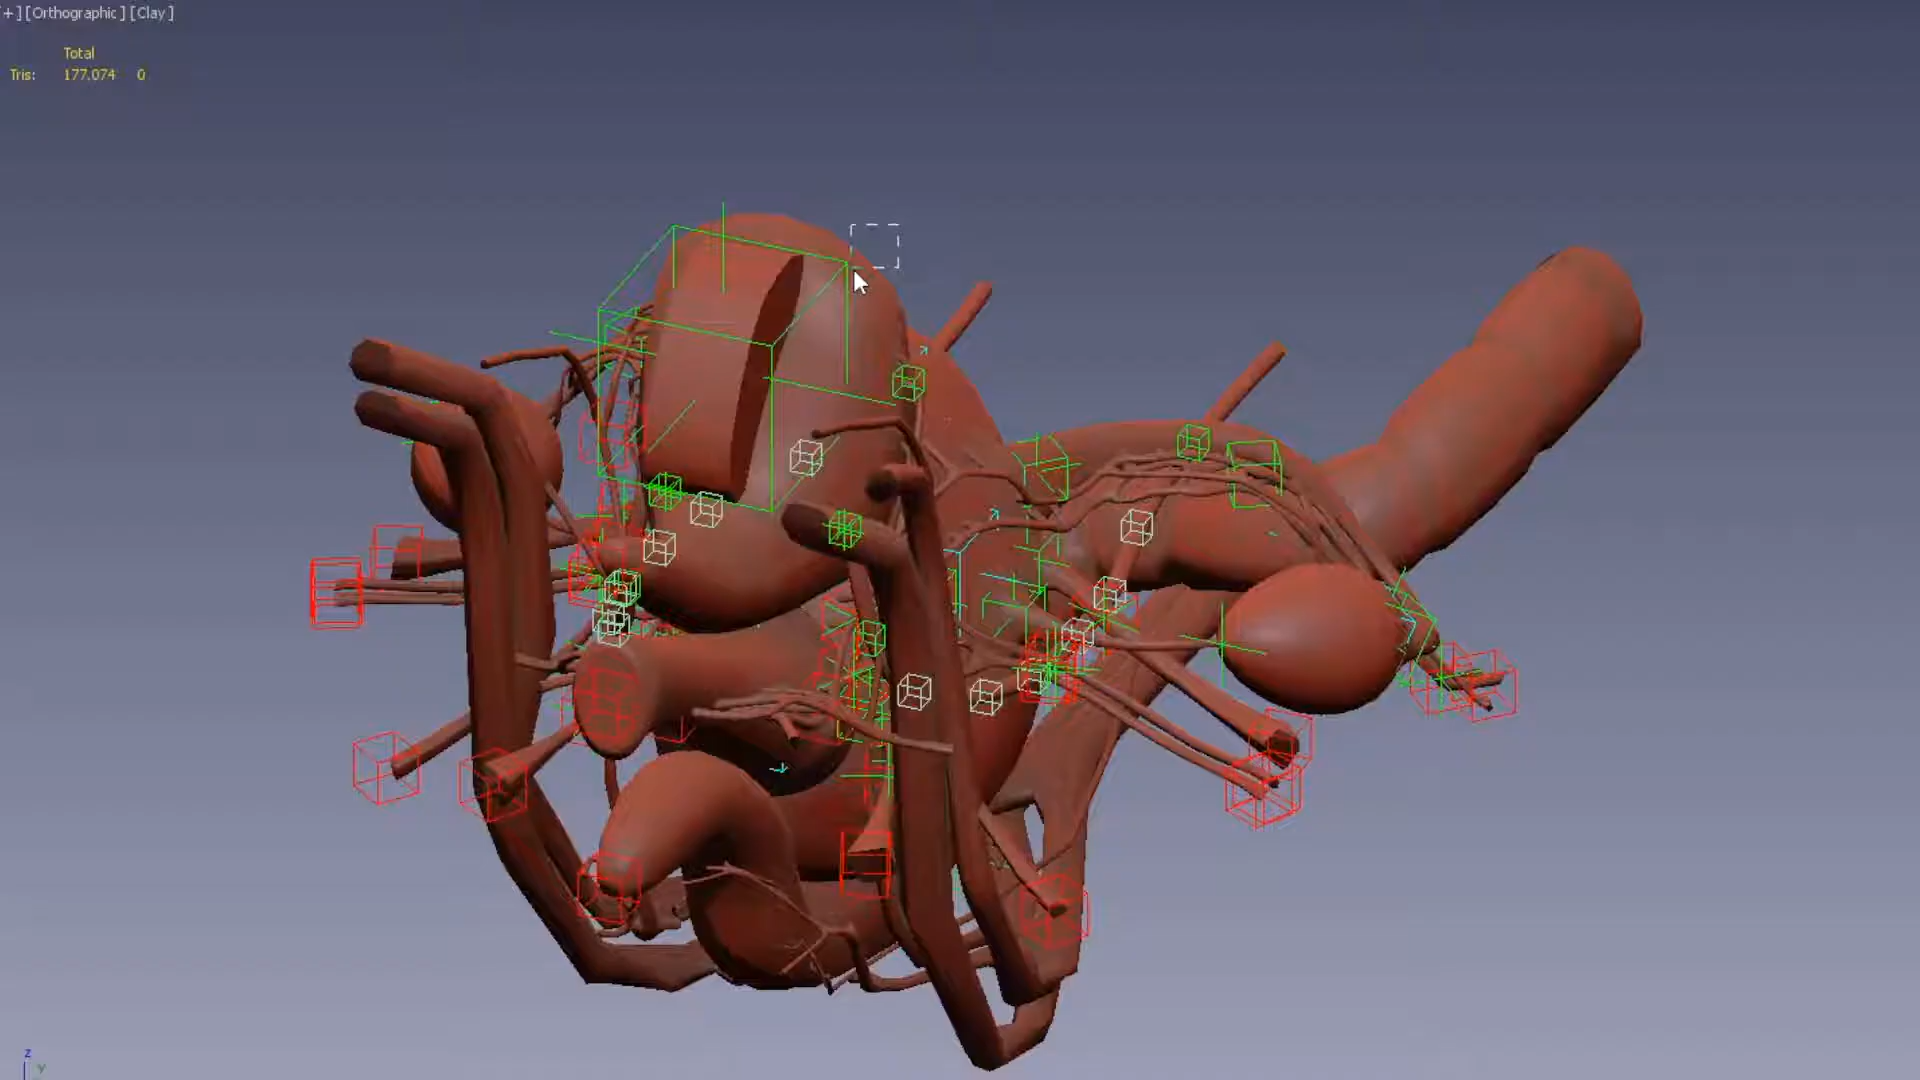 + ] [Orthographic ] [Clay ]
Total
Tris: 177.074 0
z
y